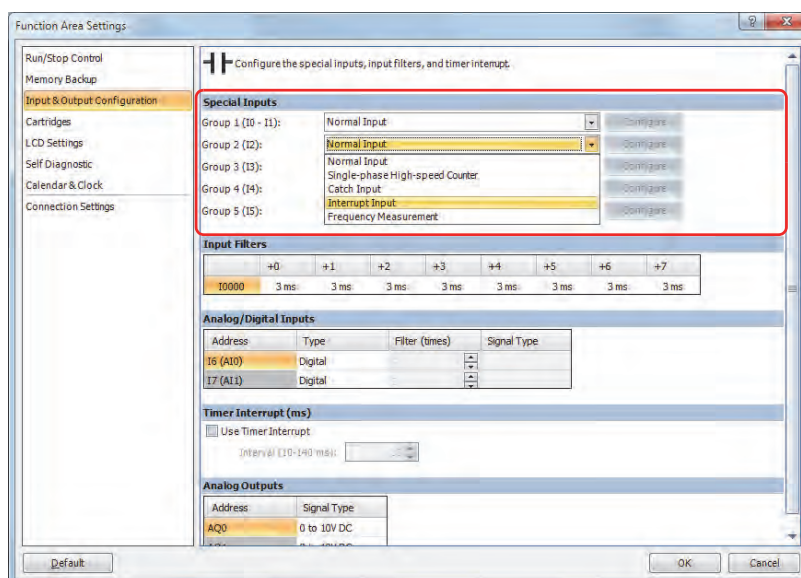 Function Area Settings
Run/Stop Control
Memory Backup
Input & Output Configuration
Cartridges
LCD Settings
Self Diagnostic
Calendar & Clock
Connection Settings
Configure the special inputs, input filters, and timer interrupt.
Special Inputs
Group 1 (I0 - I1): Normal Input Configure
Group 2 (I2): Normal Input Configure
Group 3 (I3): Configure
Group 4 (I4): Configure
Group 5 (I5): Configure
Normal Input
Single-phase High-speed Counter
Catch Input
Interrupt Input
Frequency Measurement
Input Filters
+0 +1 +2 +3 +4 +5 +6 +7
I0000 3 ms 3 ms 3 ms 3 ms 3 ms 3 ms 3 ms 3 ms
Analog/Digital Inputs
Address Type Filter (times) Signal Type
I6 (AI0) Digital
I7 (AI1) Digital
Timer Interrupt (ms)
Use Timer Interrupt
Interval (10-140 ms):
Analog Outputs
Address Signal Type
AQ0 0 to 10V DC
Default OK Cancel